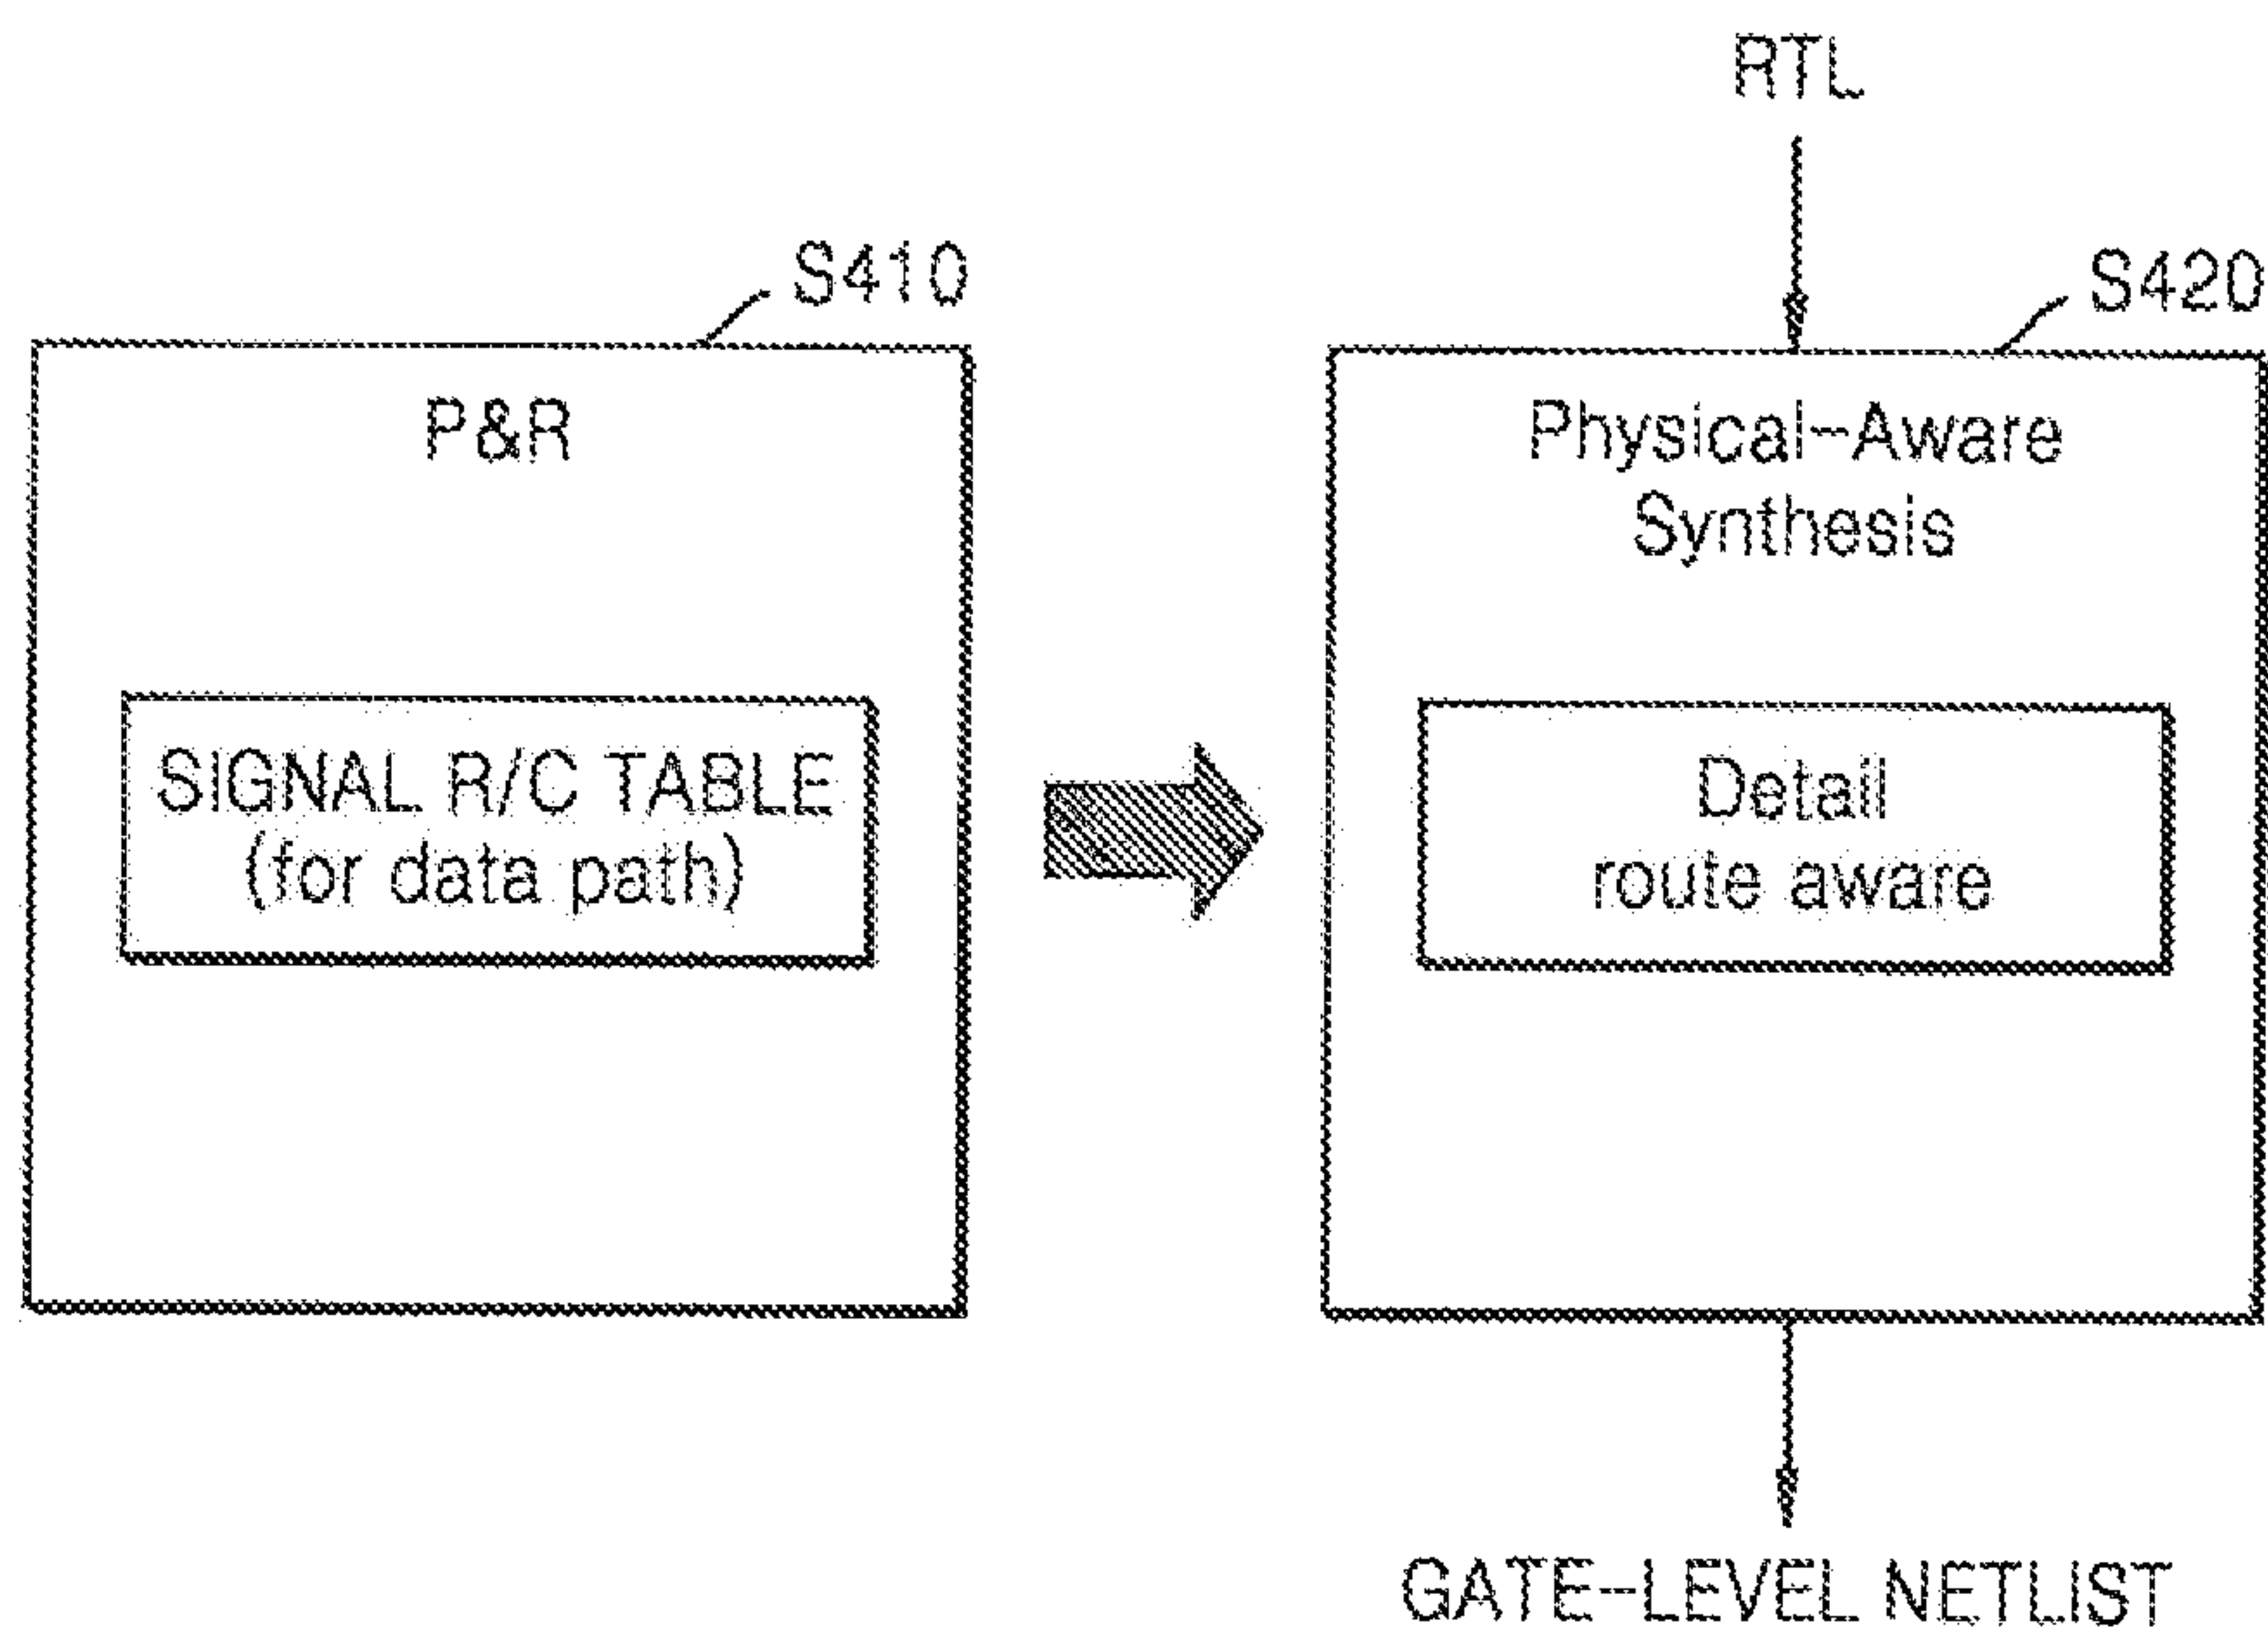 RTL
S410
S420
P&R
Physical-Aware
Synthesis
SIGNAL R/C TABLE
(for data path)
Detail
route aware
GATE-LEVEL NETLIST